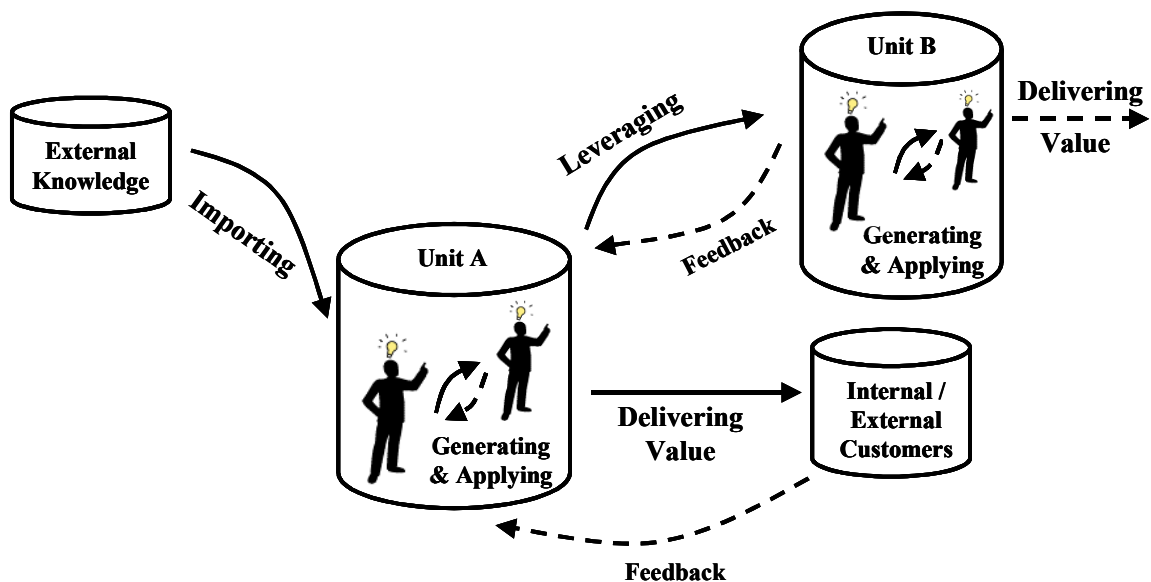 External
Knowledge
Importing
Unit A
Generating
& Applying
Leveraging
Feedback
Unit B
Generating
& Applying
Delivering
Value
Delivering
Value
Internal /
External
Customers
Feedback